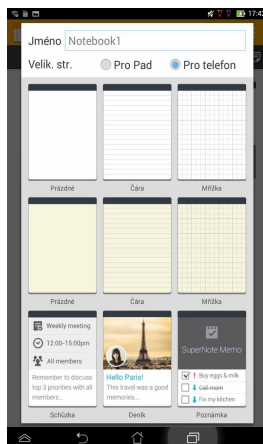 17:42
Jméno Notebook1
Velik. str. Pro Pad Pro telefon
Prázdné Čára Mřížka
Prázdné Čára Mřížka
Weekly meeting
12:00-15:00pm
All members
Remember to discuss
top 3 priorities with all
members...
Hello Paris!
This travel was a good
memories...
SuperNote Memo
! Buy eggs & milk
Call mom
Fix my kitchen
Schůzka Deník Poznámka